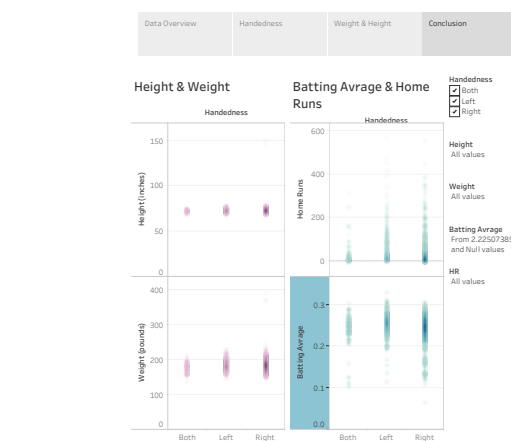 Data Overview
Handedness
Weight & Height
Conclusion
Height & Weight
Handedness
Height (inches)
150
100
50
0
Weight (pounds)
400
300
200
100
0
Both
Left
Right
Batting Avrage & Home
Runs
Handedness
Home Runs
600
400
200
0
Batting Avrage
0.3
0.2
0.1
0.0
Both
Left
Right
Handedness
Both
Left
Right
Height
All values
Weight
All values
Batting Avrage
From 2.22507385
and Null values
HR
All values